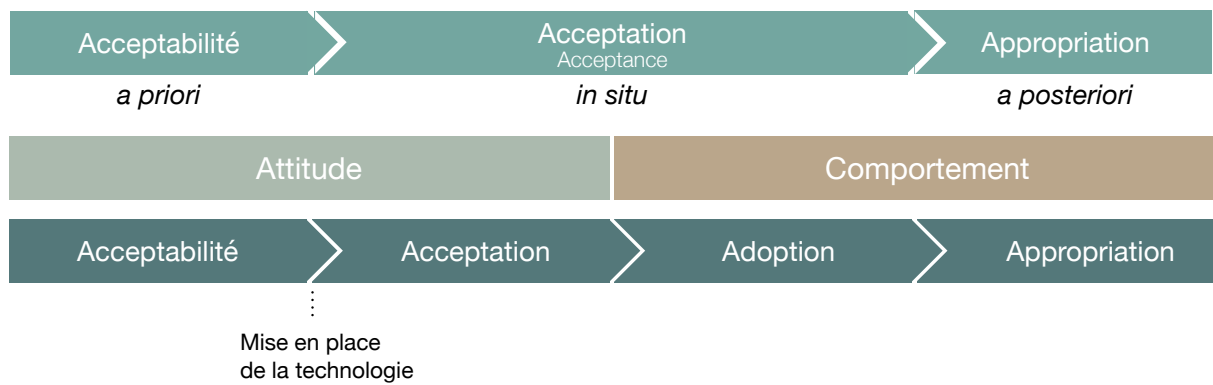 Acceptabilité
Acceptation
Acceptance
Appropriation
a priori
in situ
a posteriori
Attitude
Comportement
Acceptabilité
Acceptation
Adoption
Appropriation
Mise en place
de la technologie